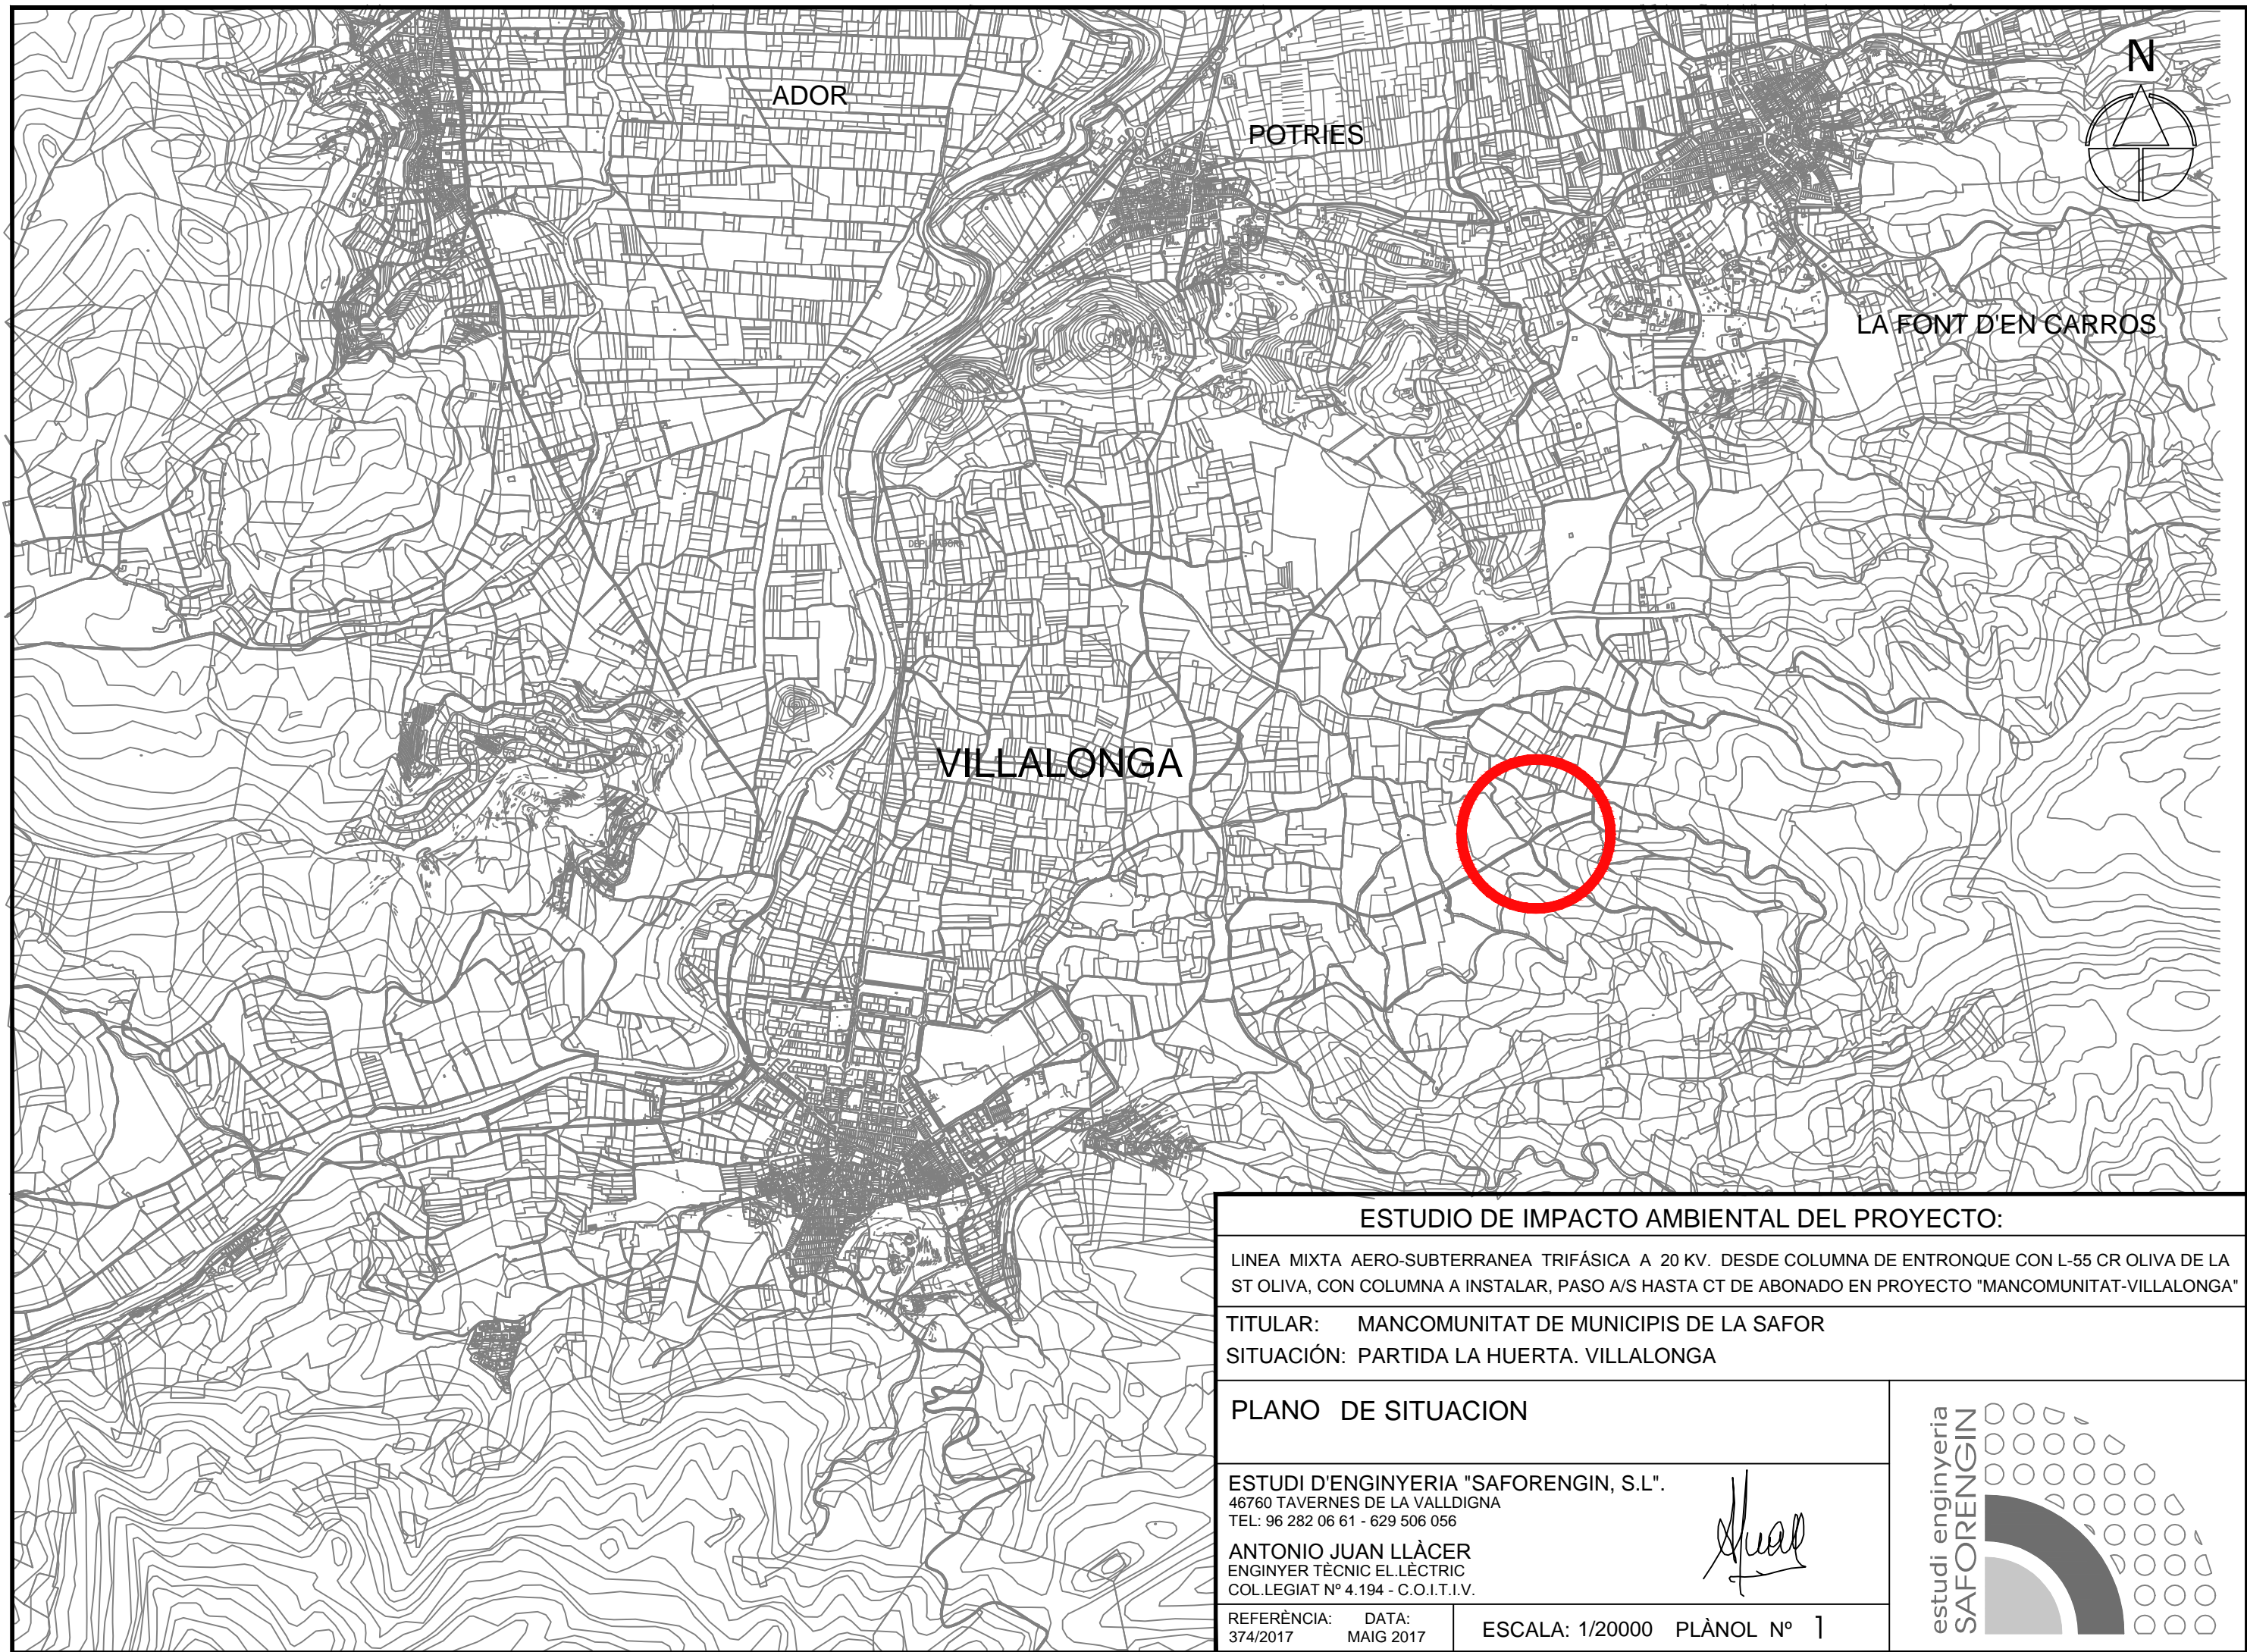 N
ADOR
POTRIES
LA FONT D'EN CARROS
DEPURADORA
VILLALONGA
ESTUDIO DE IMPACTO AMBIENTAL DEL PROYECTO:
LINEA MIXTA AERO-SUBTERRANEA TRIFÁSICA A 20 KV. DESDE COLUMNA DE ENTRONQUE CON L-55 CR OLIVA DE LA
ST OLIVA, CON COLUMNA A INSTALAR, PASO A/S HASTA CT DE ABONADO EN PROYECTO "MANCOMUNITAT-VILLALONGA"
TITULAR: MANCOMUNITAT DE MUNICIPIS DE LA SAFOR
SITUACIÓN: PARTIDA LA HUERTA. VILLALONGA
PLANO DE SITUACION
ESTUDI D'ENGINYERIA "SAFORENGIN, S.L".
46760 TAVERNES DE LA VALLDIGNA
TEL: 96 282 06 61 - 629 506 056
ANTONIO JUAN LLÀCER
ENGINYER TÈCNIC EL.LÈCTRIC
COL.LEGIAT Nº 4.194 - C.O.I.T.I.V.
REFERÈNCIA: DATA:
374/2017 MAIG 2017
ESCALA: 1/20000 PLÀNOL Nº 1
estudi enginyeria
SAFORENGIN